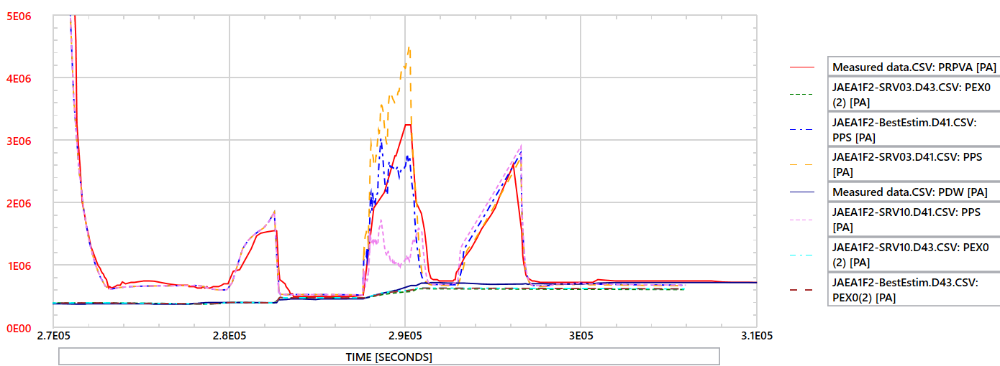 5E06
4E06
3E06
2E06
1E06
0E00
2.7E05
2.8E05
2.9E05
3E05
3.1E05
TIME [SECONDS]
Measured data.CSV: PRPVA [PA]
JAEA1F2-SRV03.D43.CSV: PEX0
(2) [PA]
JAEA1F2-BestEstim.D41.CSV:
PPS [PA]
JAEA1F2-SRV03.D41.CSV: PPS
[PA]
Measured data.CSV: PDW [PA]
JAEA1F2-SRV10.D41.CSV: PPS
[PA]
JAEA1F2-SRV10.D43.CSV: PEX0
(2) [PA]
JAEA1F2-BestEstim.D43.CSV:
PEX0(2) [PA]